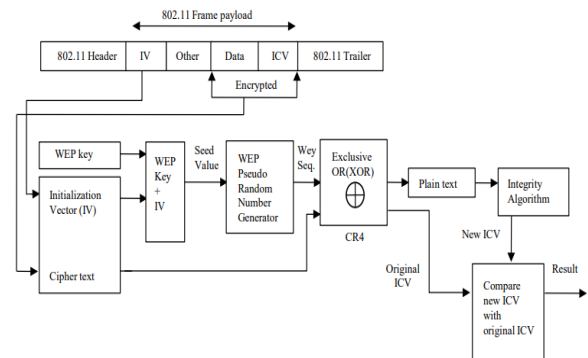 802.11 Frame payload
802.11 Header IV Other Data ICV 802.11 Trailer
Encrypted
WEP key
Initialization
Vector (IV)
Cipher text
WEP
Key
+
IV
Seed
Value
WEP
Pseudo
Random
Number
Generator
Wey
Seq.
Exclusive
OR(XOR)
CR4
Plain text
Integrity
Algorithm
New ICV
Original
ICV
Compare
new ICV
with
original ICV
Result